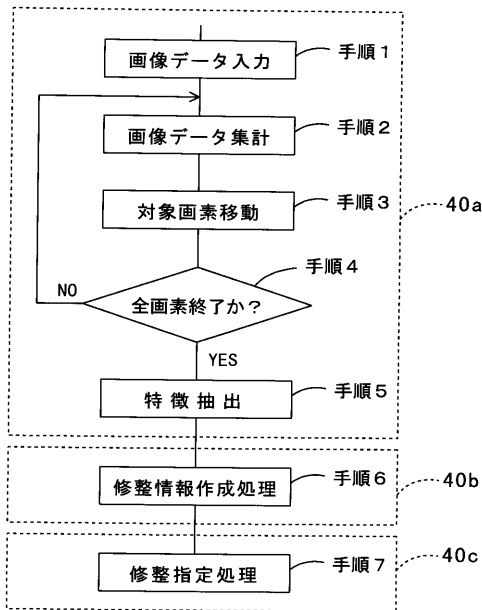 画像データ入力
手順1
画像データ集計
手順2
対象画素移動
手順3
40a
全画素終了か?
手順4
NO
YES
特徴抽出
手順5
修整情報作成処理
手順6
40b
修整指定処理
手順7
40c